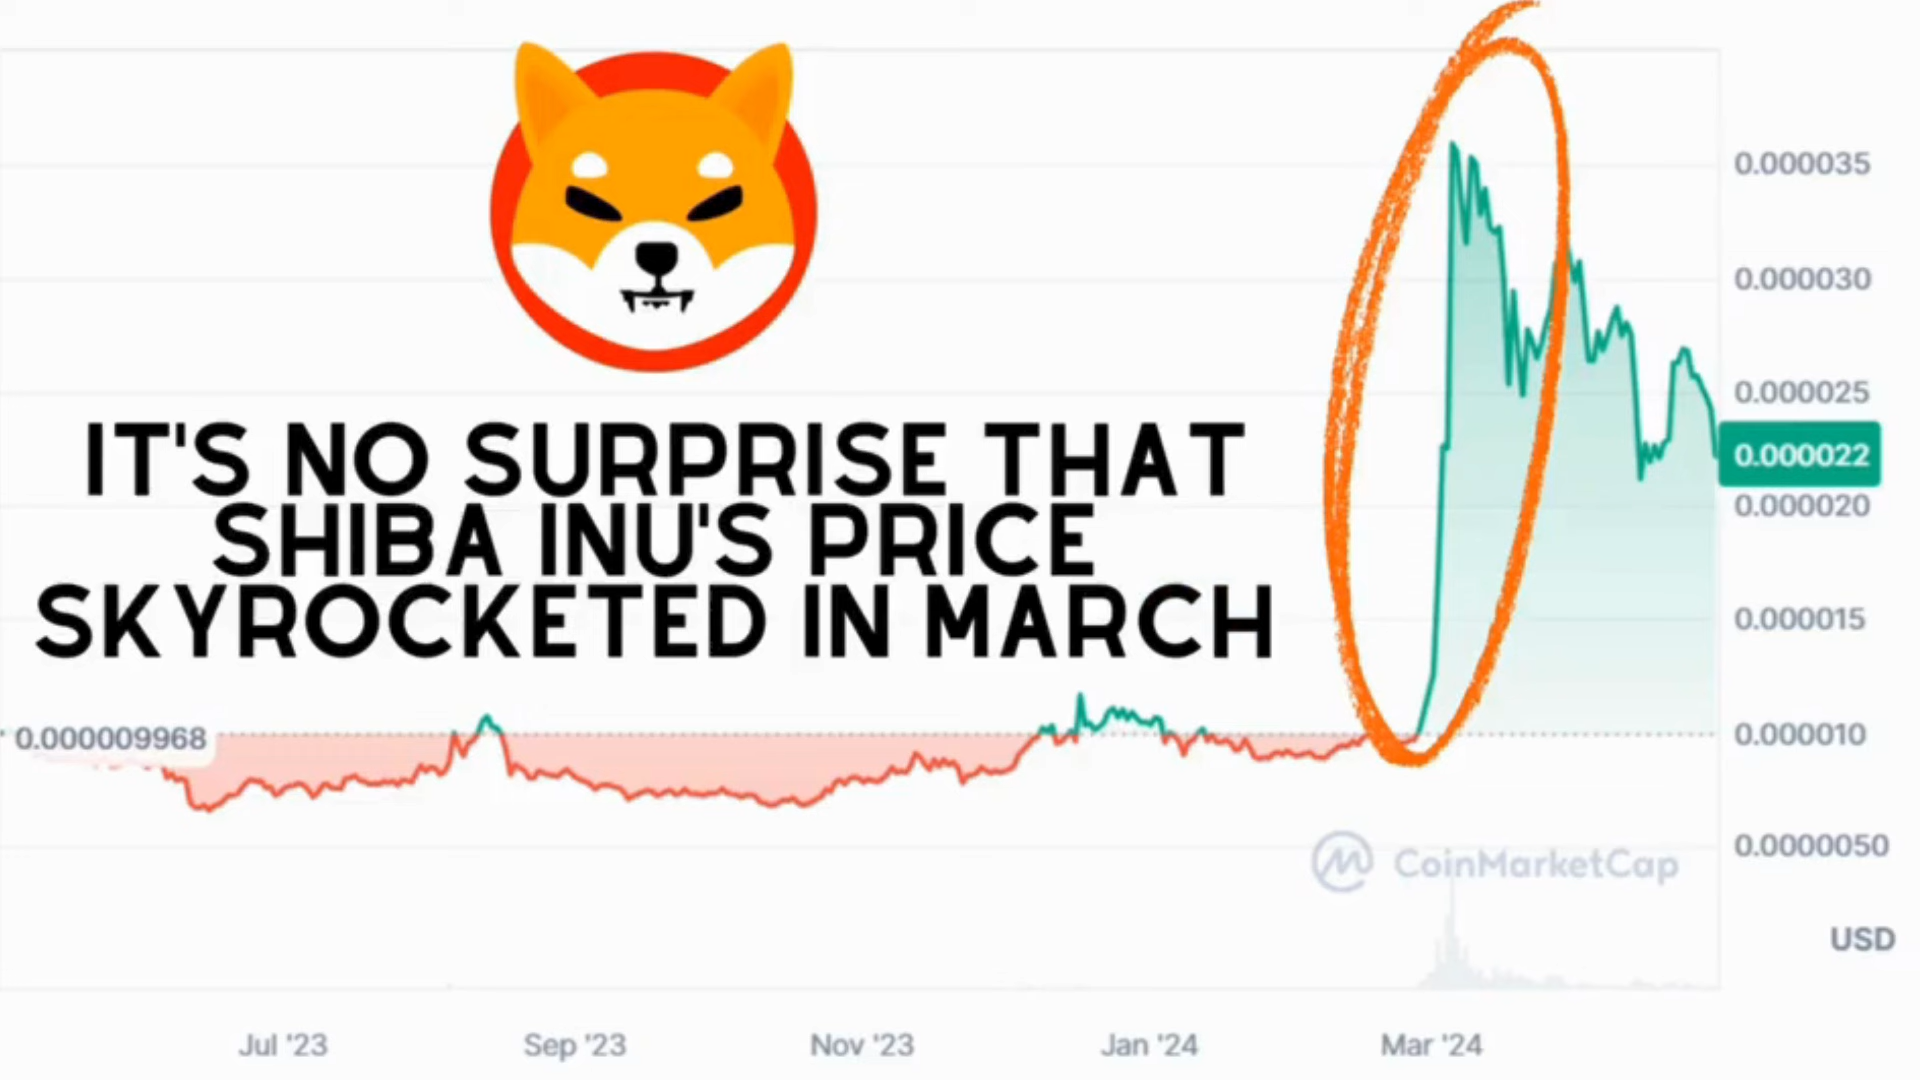 IT'S NO SURPRISE THAT
SHIBA INU'S PRICE
SKYROCKETED IN MARCH
0.000035
0.000030
0.000025
0.000022
0.000020
0.000015
0.000010
0.0000050
0.000009968
CoinMarketCap
USD
Jul '23
Sep '23
Nov '23
Jan '24
Mar '24